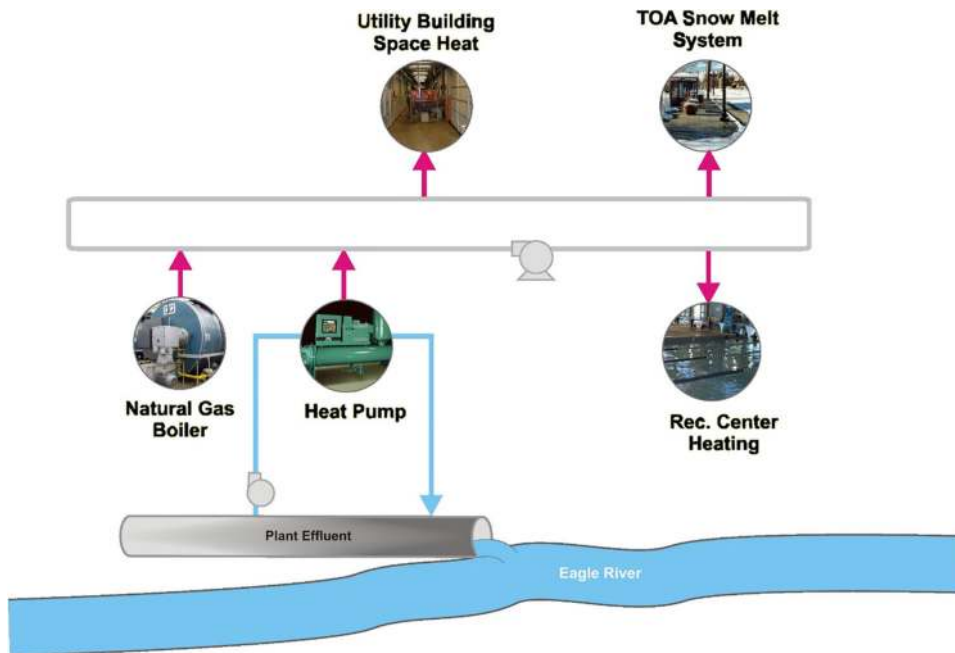 Utility Building
Space Heat
TOA Snow Melt
System
Natural Gas
Boiler
Heat Pump
Rec. Center
Heating
Plant Effluent
Eagle River